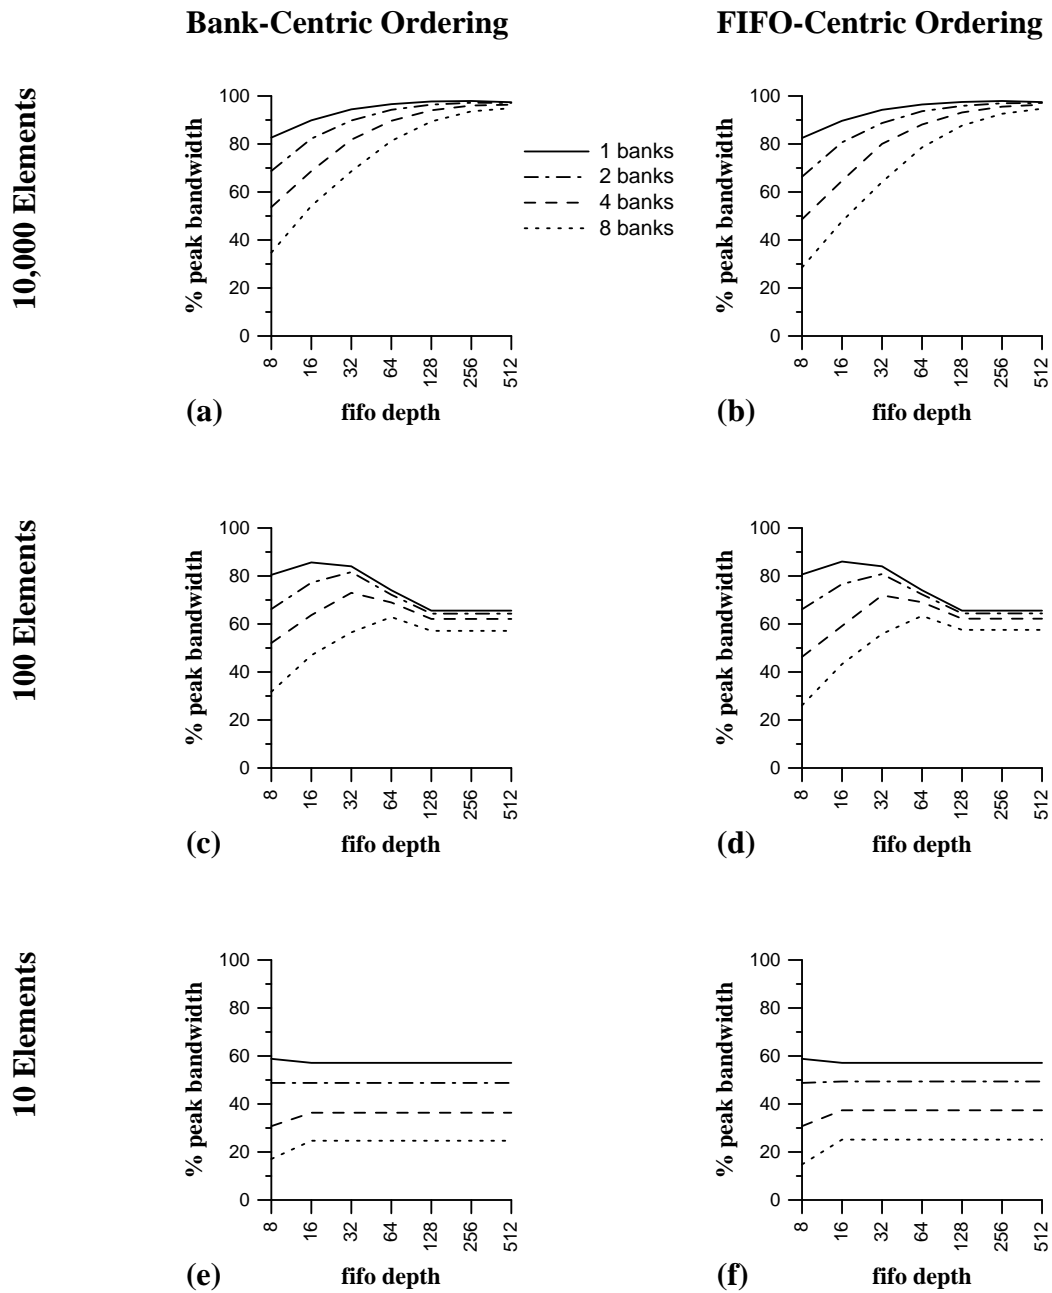 Bank-Centric Ordering
FIFO-Centric Ordering
10,000 Elements
% peak bandwidth
100
80
60
40
20
0
8
16
32
64
128
256
512
(a)
fifo depth
1 banks
2 banks
4 banks
8 banks
% peak bandwidth
100
80
60
40
20
0
8
16
32
64
128
256
512
(b)
fifo depth
100 Elements
% peak bandwidth
100
80
60
40
20
0
8
16
32
64
128
256
512
(c)
fifo depth
% peak bandwidth
100
80
60
40
20
0
8
16
32
64
128
256
512
(d)
fifo depth
10 Elements
% peak bandwidth
100
80
60
40
20
0
8
16
32
64
128
256
512
(e)
fifo depth
% peak bandwidth
100
80
60
40
20
0
8
16
32
64
128
256
512
(f)
fifo depth